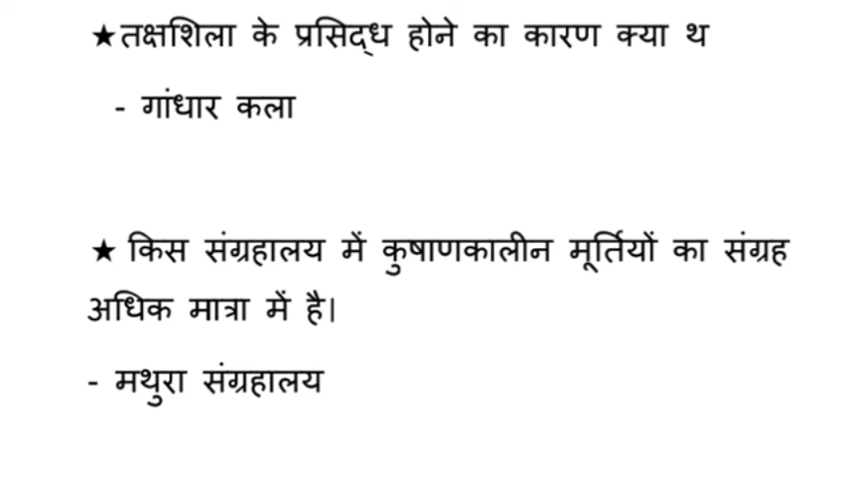 ★तक्षशिला के प्रसिद्ध होने का कारण क्या थ
- गांधार कला
★ किस संग्रहालय में कुषाणकालीन मूर्तियों का संग्रह
अधिक मात्रा में है।
- मथुरा संग्रहालय